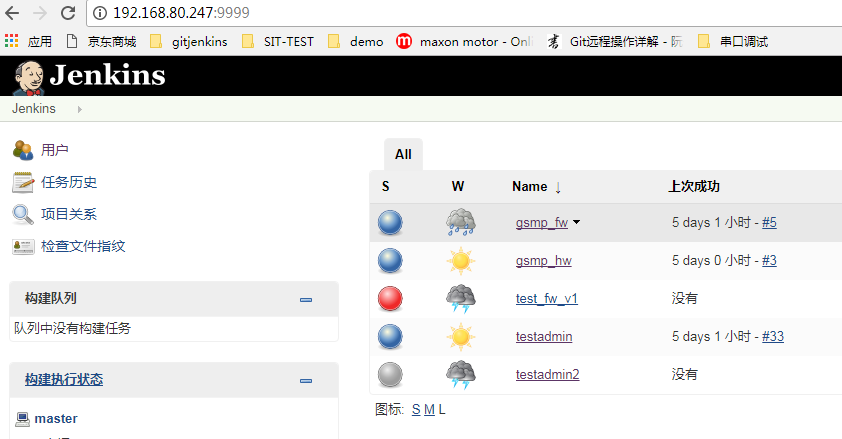 192.168.80.247:9999
应用 京东商城 gitjenkins SIT-TEST demo maxon motor - Onli Git远程操作详解 - 阮 串口调试
Jenkins
Jenkins
用户
任务历史
项目关系
检查文件指纹
构建队列
队列中没有构建任务
构建执行状态
master
All
S W Name ↓ 上次成功
gsmp_fw 5 days 1 小时 - #5
gsmp_hw 5 days 0 小时 - #3
test_fw_v1 没有
testadmin 5 days 1 小时 - #33
testadmin2 没有
图标: S M L